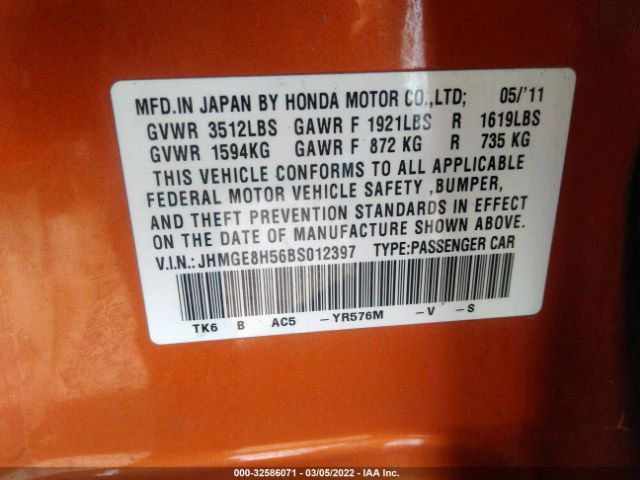 MFD.IN JAPAN BY HONDA MOTOR CO.,LTD; 05/'11
GVWR 3512LBS GAWR F 1921LBS R 1619LBS
GVWR 1594KG GAWR F 872 KG R 735 KG
THIS VEHICLE CONFORMS TO ALL APPLICABLE
FEDERAL MOTOR VEHICLE SAFETY ,BUMPER,
AND THEFT PREVENTION STANDARDS IN EFFECT
ON THE DATE OF MANUFACTURE SHOWN ABOVE.
V.I.N.:JHMGE8H56BS012397 TYPE:PASSENGER CAR
TK6 B AC5 -YR576M -V -S
000-32586071 - 03/05/2022 - IAA Inc.